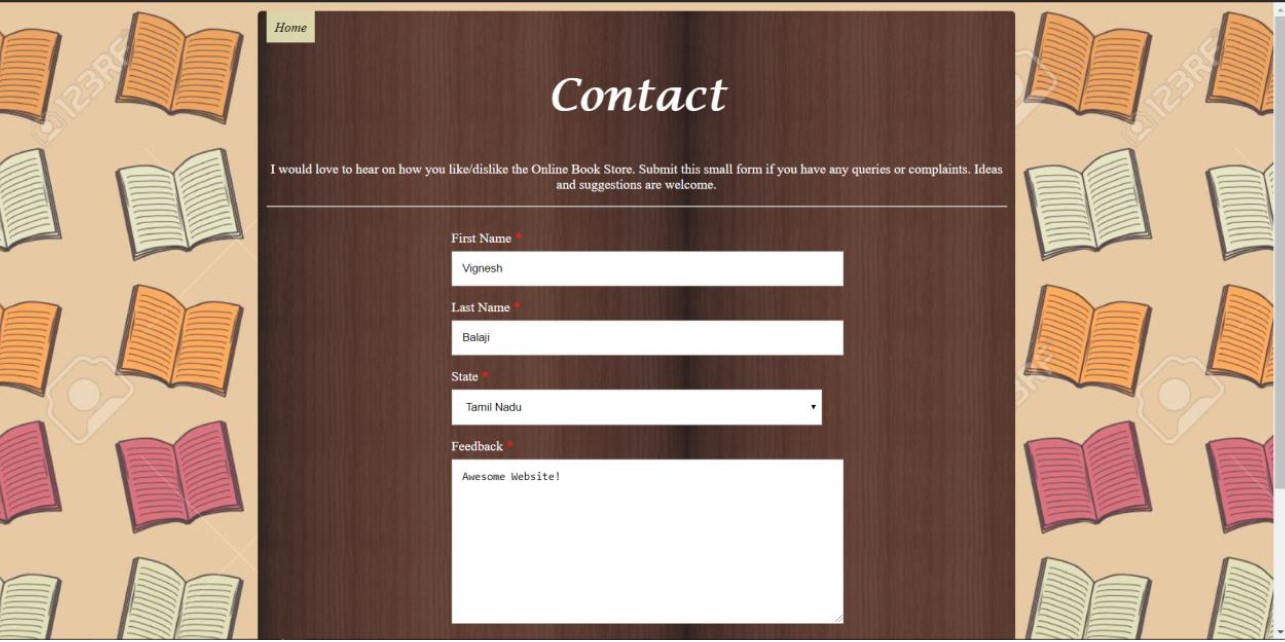 Home
Contact
I would love to hear on how you like/dislike the Online Book Store. Submit this small form if you have any queries or complaints. Ideas
and suggestions are welcome.
First Name *
Vignesh
Last Name *
Balaji
State *
Tamil Nadu
Feedback *
Awesome Website!